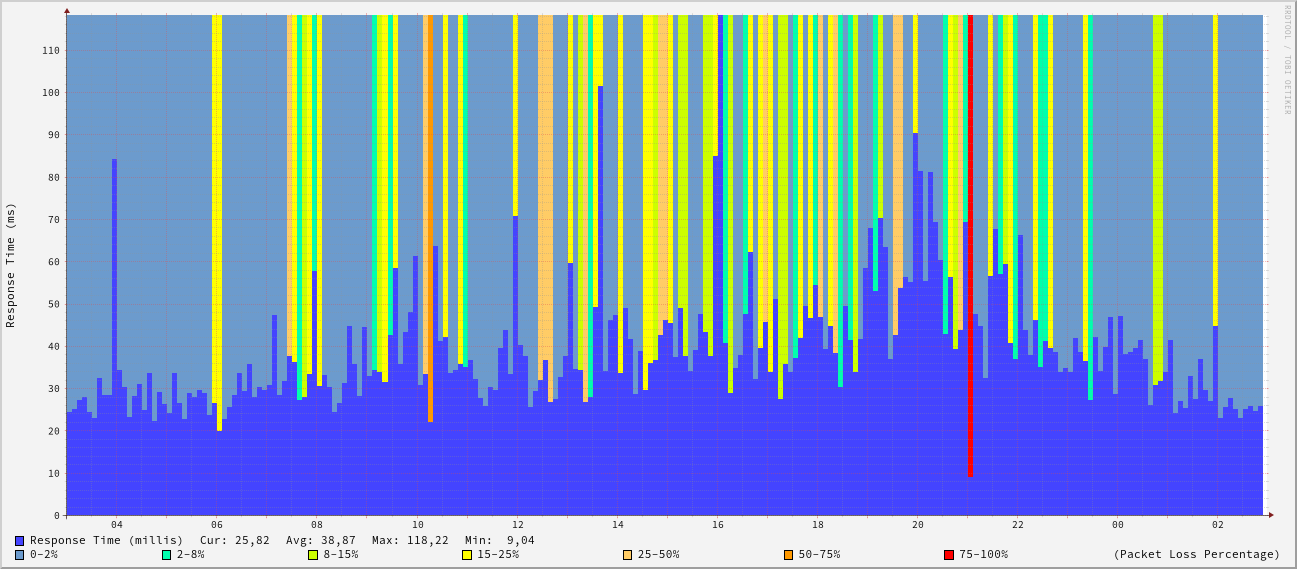 RRDTOOL / TOBI OETIKER
Response Time (ms)
110
100
90
80
70
60
50
40
30
20
10
0
04 06 08 10 12 14 16 18 20 22 00 02
Response Time (millis) Cur: 25,82 Avg: 38,87 Max: 118,22 Min: 9,04
0-2% 2-8% 8-15% 15-25% 25-50% 50-75% 75-100% (Packet Loss Percentage)